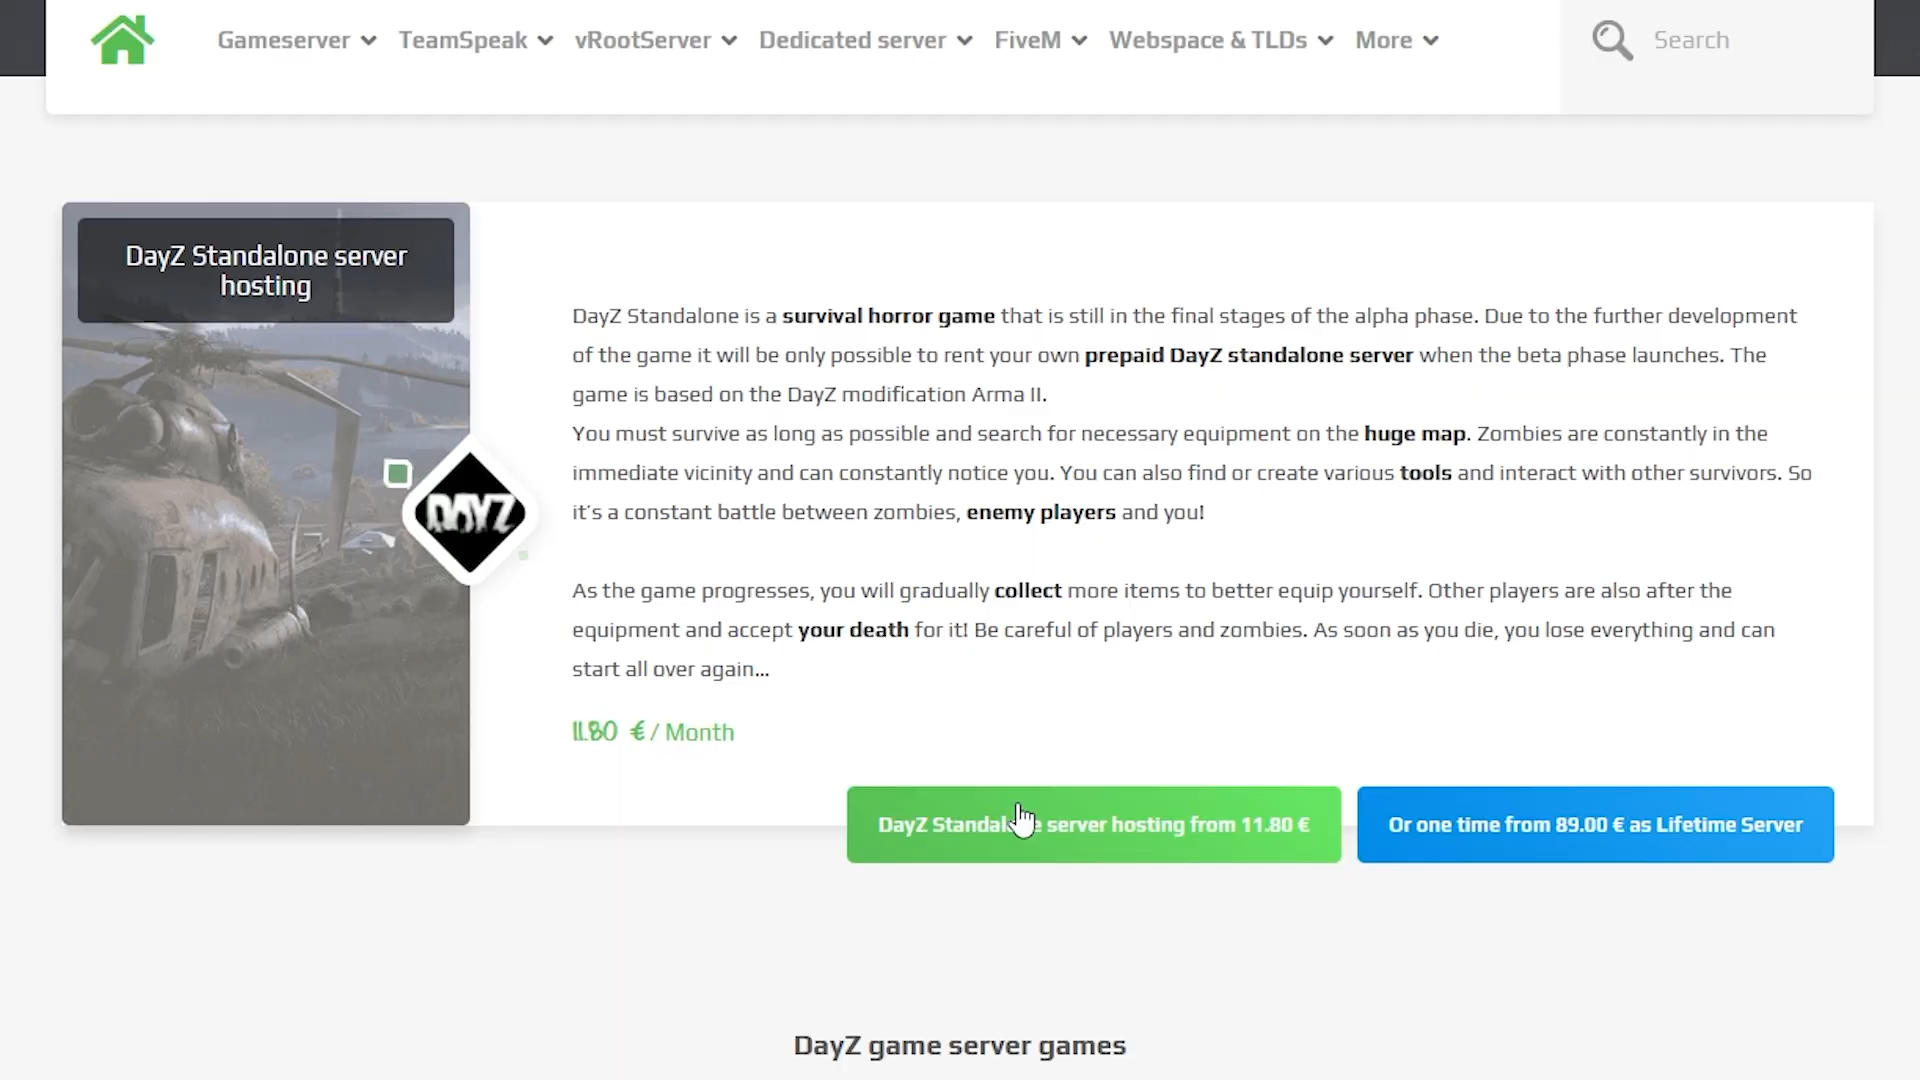 Gameserver TeamSpeak vRootServer Dedicated server FiveM Webspace & TLDs More Search
DayZ Standalone server
hosting
DAYZ
DayZ Standalone is a survival horror game that is still in the final stages of the alpha phase. Due to the further development
of the game it will be only possible to rent your own prepaid DayZ standalone server when the beta phase launches. The
game is based on the DayZ modification Arma II.
You must survive as long as possible and search for necessary equipment on the huge map. Zombies are constantly in the
immediate vicinity and can constantly notice you. You can also find or create various tools and interact with other survivors. So
it's a constant battle between zombies, enemy players and you!
As the game progresses, you will gradually collect more items to better equip yourself. Other players are also after the
equipment and accept your death for it! Be careful of players and zombies. As soon as you die, you lose everything and can
start all over again...
11.80 € / Month
DayZ Standalone server hosting from 11.80 €
Or one time from 89.00 € as Lifetime Server
DayZ game server games